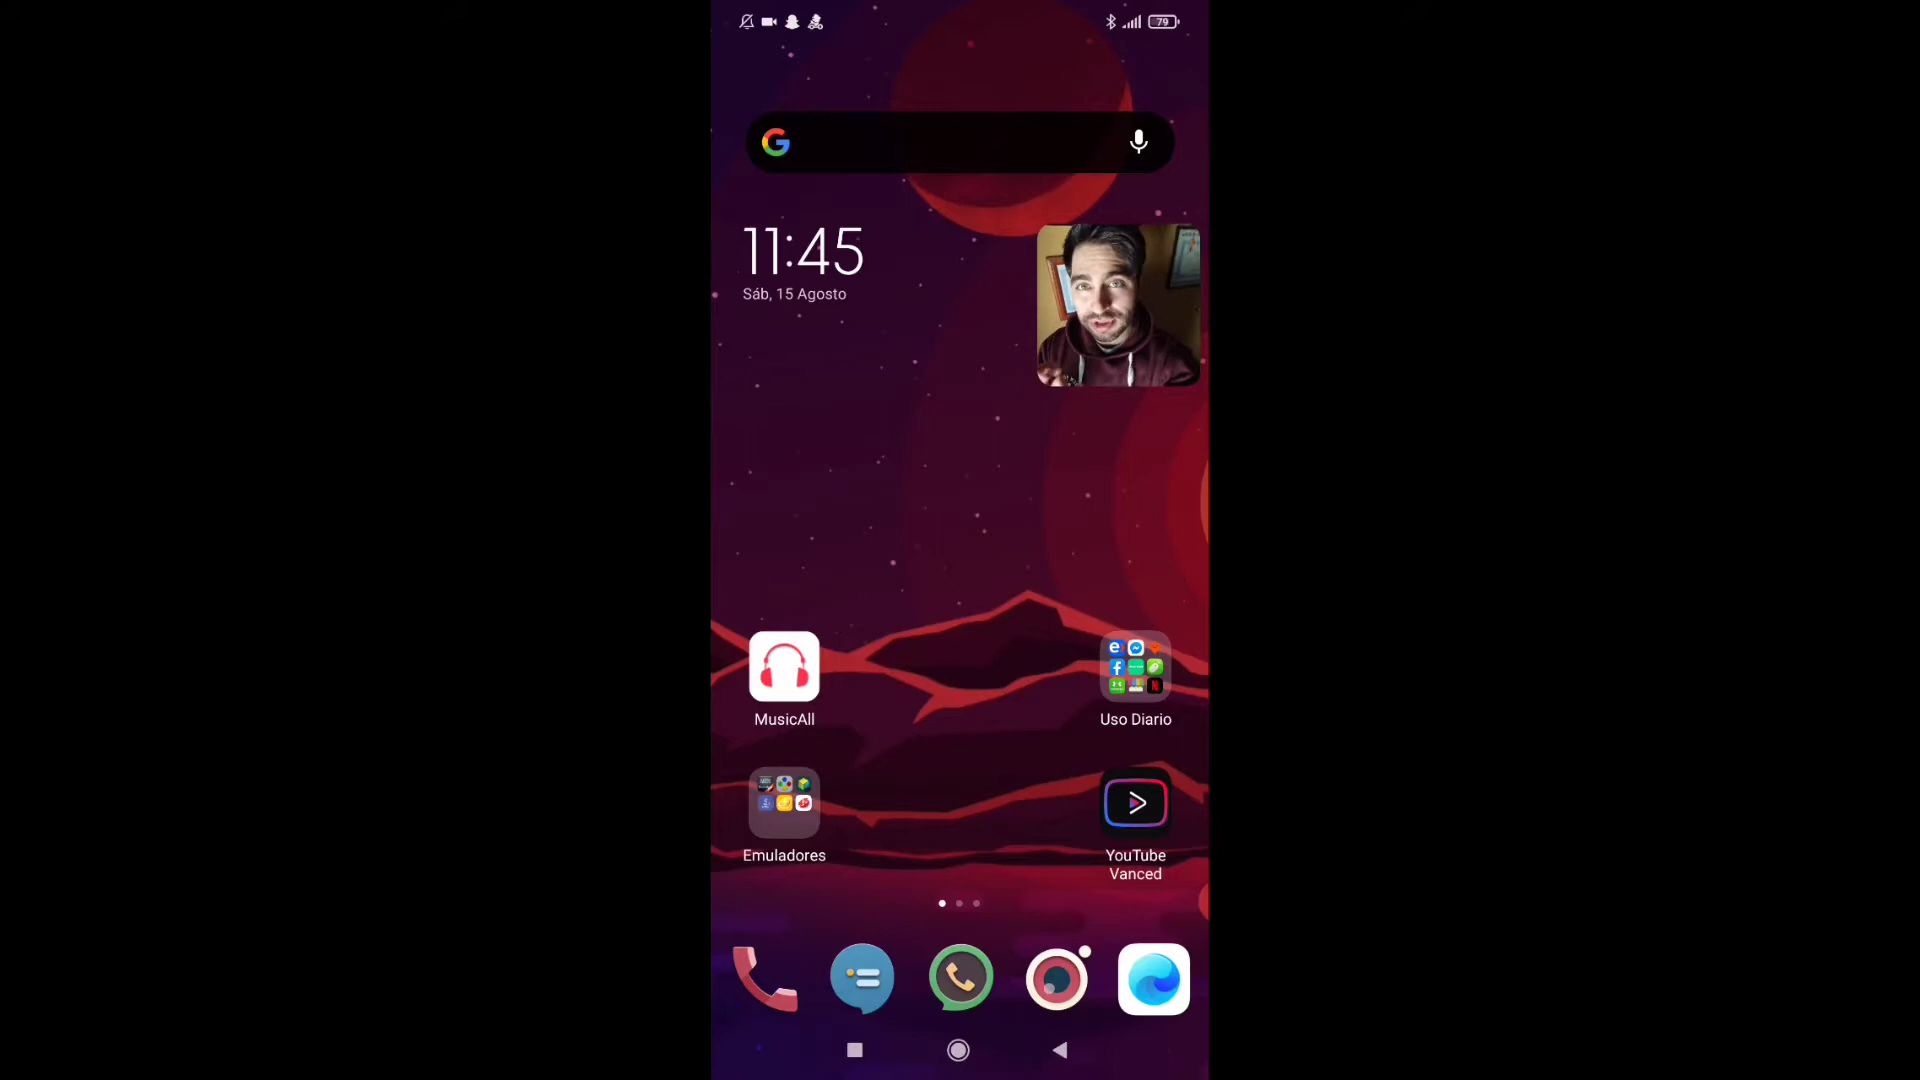 79
11:45
Sáb, 15 Agosto
MusicAll
Uso Diario
Emuladores
YouTube
Vanced